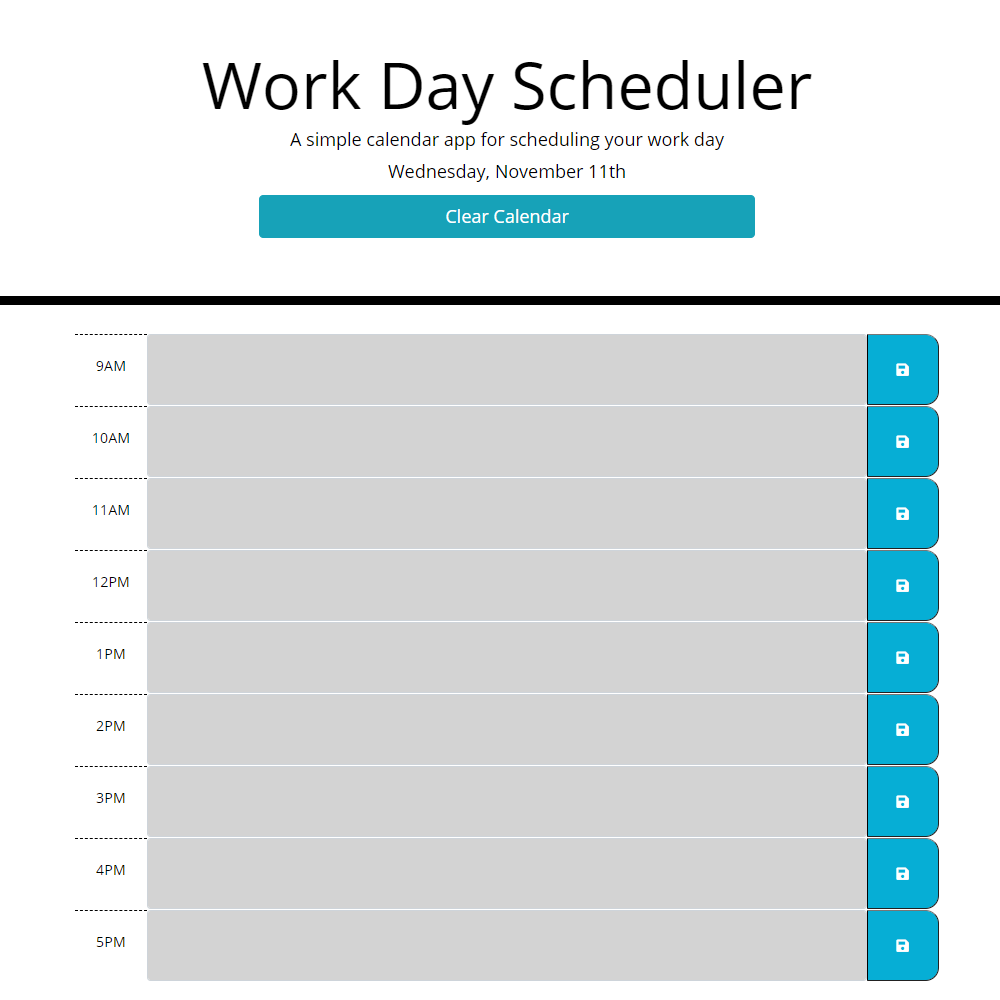 Work Day Scheduler
A simple calendar app for scheduling your work day
Wednesday, November 11th
Clear Calendar
9AM
10AM
11AM
12PM
1PM
2PM
3PM
4PM
5PM